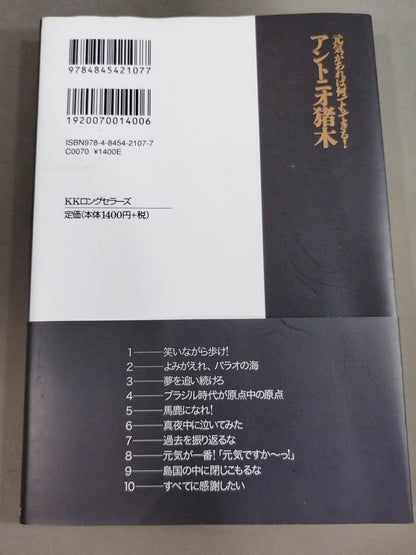 元気があれば何でもできる!
アントニオ猪木
9784845421077
1920070014006
ISBN978-4-8454-2107-7
C0070 ¥1400E
KKロングセラーズ
定価(本体1400円+税)
1──笑いながら歩け!
2──よみがえれ、パラオの海
3──夢を追い続けろ
4──ブラジル時代が原点中の原点
5──馬鹿になれ!
6──真夜中に泣いてみた
7──過去を振り返るな
8──元気が一番!「元気ですか〜っ!」
9──島国の中に閉じこもるな
10──すべてに感謝したい